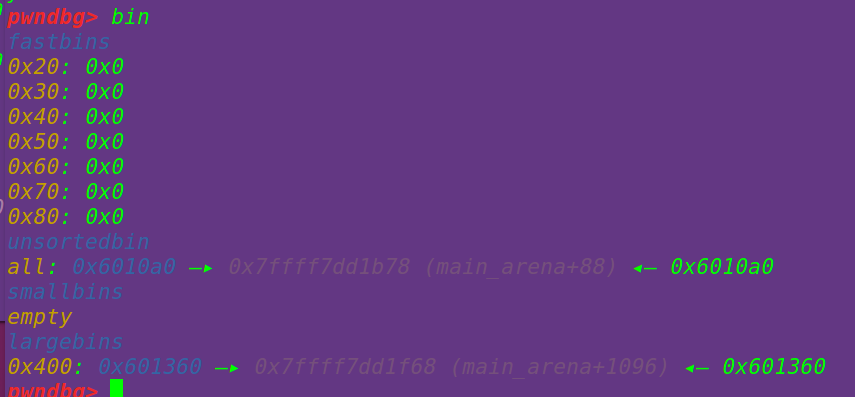 pwndbg> bin
fastbins
0x20: 0x0
0x30: 0x0
0x40: 0x0
0x50: 0x0
0x60: 0x0
0x70: 0x0
0x80: 0x0
unsortedbin
all: 0x6010a0 —▸ 0x7ffff7dd1b78 (main_arena+88) ◂— 0x6010a0
smallbins
empty
largebins
0x400: 0x601360 —▸ 0x7ffff7dd1f68 (main_arena+1096) ◂— 0x601360
pwndbg>